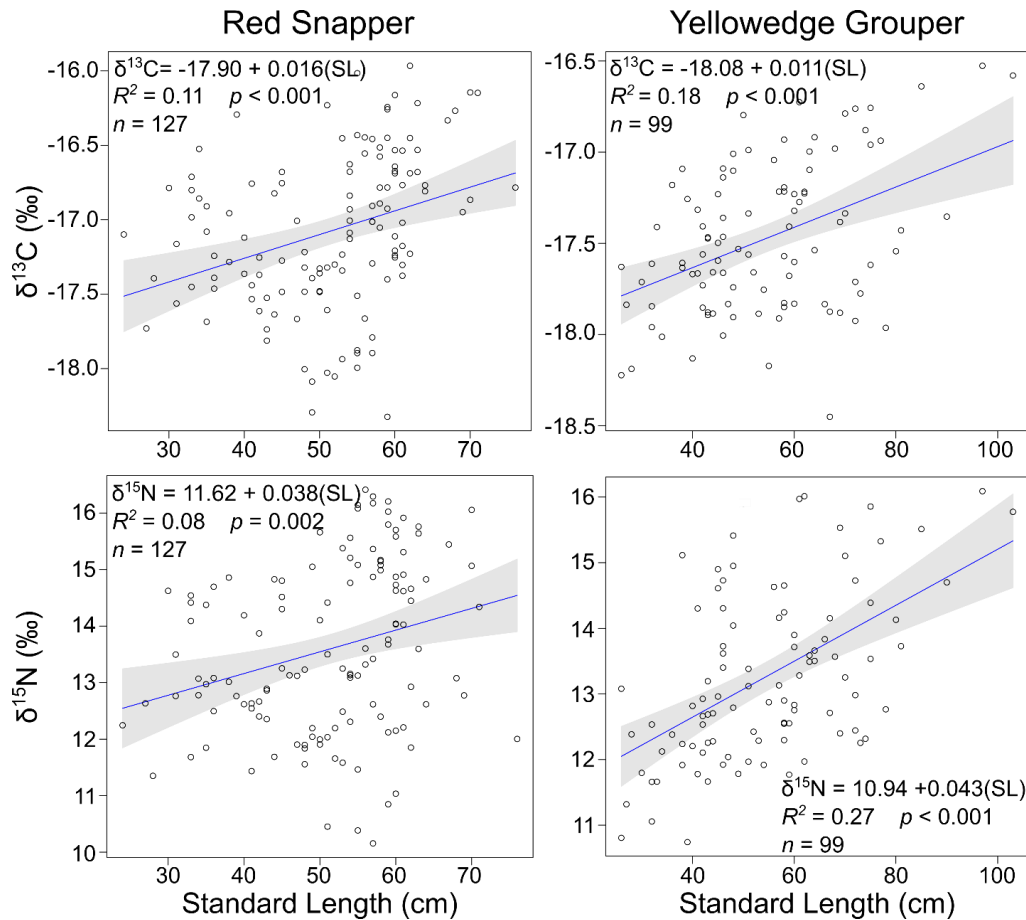 Red Snapper
Yellowedge Grouper
δ¹³C= -17.90 + 0.016(SL)
R² = 0.11 p < 0.001
n = 127
-16.0
-16.5
-17.0
-17.5
-18.0
δ¹³C (‰)
30 40 50 60 70
δ¹³C = -18.08 + 0.011(SL)
R² = 0.18 p < 0.001
n = 99
-16.5
-17.0
-17.5
-18.0
-18.5
40 60 80 100
δ¹⁵N = 11.62 + 0.038(SL)
R² = 0.08 p = 0.002
n = 127
16
15
14
13
12
11
10
δ¹⁵N (‰)
30 40 50 60 70
Standard Length (cm)
16
15
14
13
12
11
δ¹⁵N = 10.94 +0.043(SL)
R² = 0.27 p < 0.001
n = 99
40 60 80 100
Standard Length (cm)